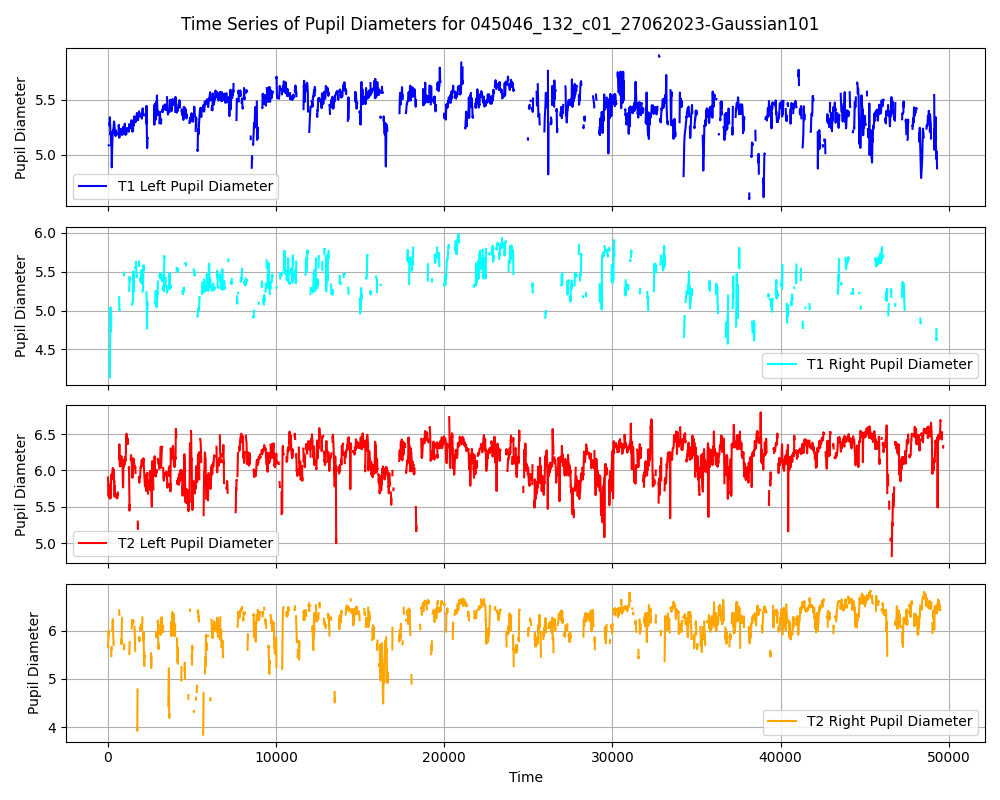 Time Series of Pupil Diameters for 045046_132_c01_27062023-Gaussian101
Pupil Diameter
5.5
5.0
T1 Left Pupil Diameter
Pupil Diameter
6.0
5.5
5.0
4.5
T1 Right Pupil Diameter
Pupil Diameter
6.5
6.0
5.5
5.0
T2 Left Pupil Diameter
Pupil Diameter
6
5
4
T2 Right Pupil Diameter
0 10000 20000 30000 40000 50000
Time